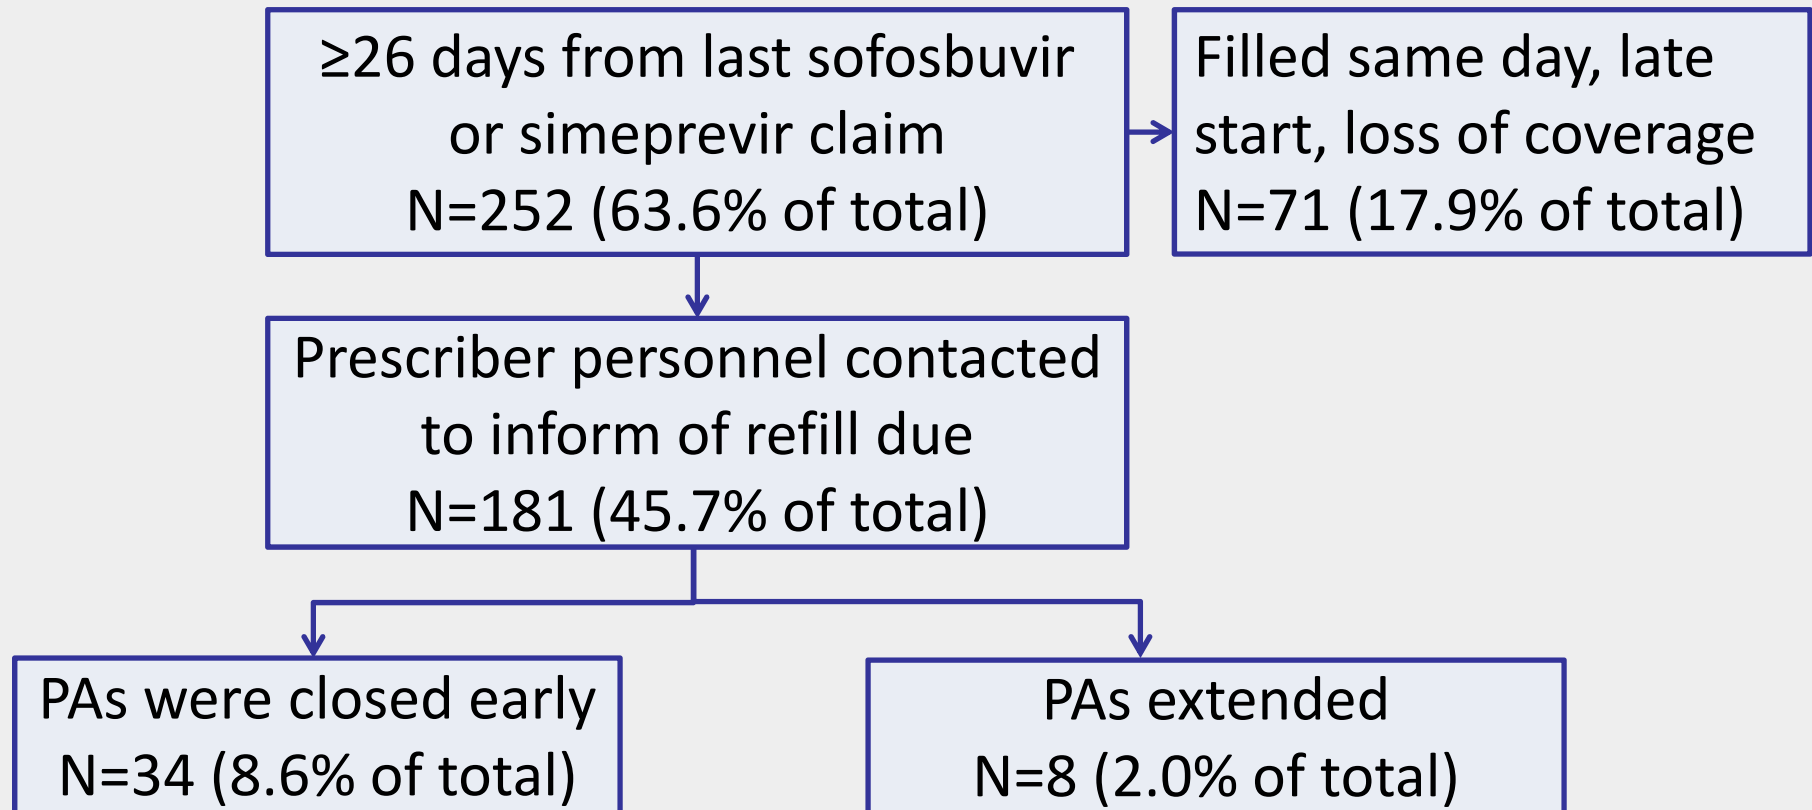 ≥26 days from last sofosbuvir
or simeprevir claim
N=252 (63.6% of total)
Filled same day, late
start, loss of coverage
N=71 (17.9% of total)
Prescriber personnel contacted
to inform of refill due
N=181 (45.7% of total)
PAs were closed early
N=34 (8.6% of total)
PAs extended
N=8 (2.0% of total)